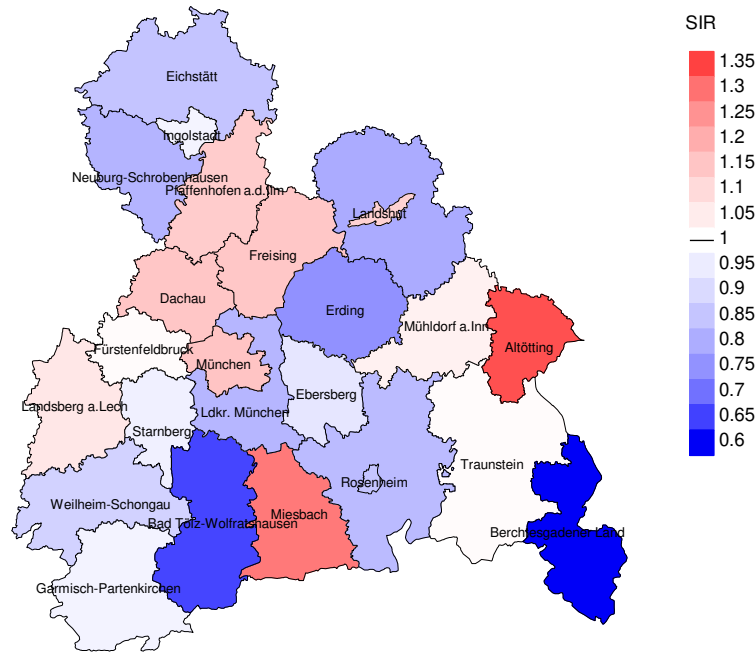 SIR
1.35
1.3
1.25
1.2
1.15
1.1
1.05
1
0.95
0.9
0.85
0.8
0.75
0.7
0.65
0.6
Eichstätt
Ingolstadt
Neuburg-Schrobenhausen
Pfaffenhofen a.d.Ilm
Landshut
Freising
Dachau
Erding
Mühldorf a.Inn
Altötting
Fürstenfeldbruck
München
Ebersberg
Landsberg a.Lech
Ldkr. München
Starnberg
Traunstein
Rosenheim
Weilheim-Schongau
Miesbach
Bad Tölz-Wolfratshausen
Berchtesgadener Land
Garmisch-Partenkirchen